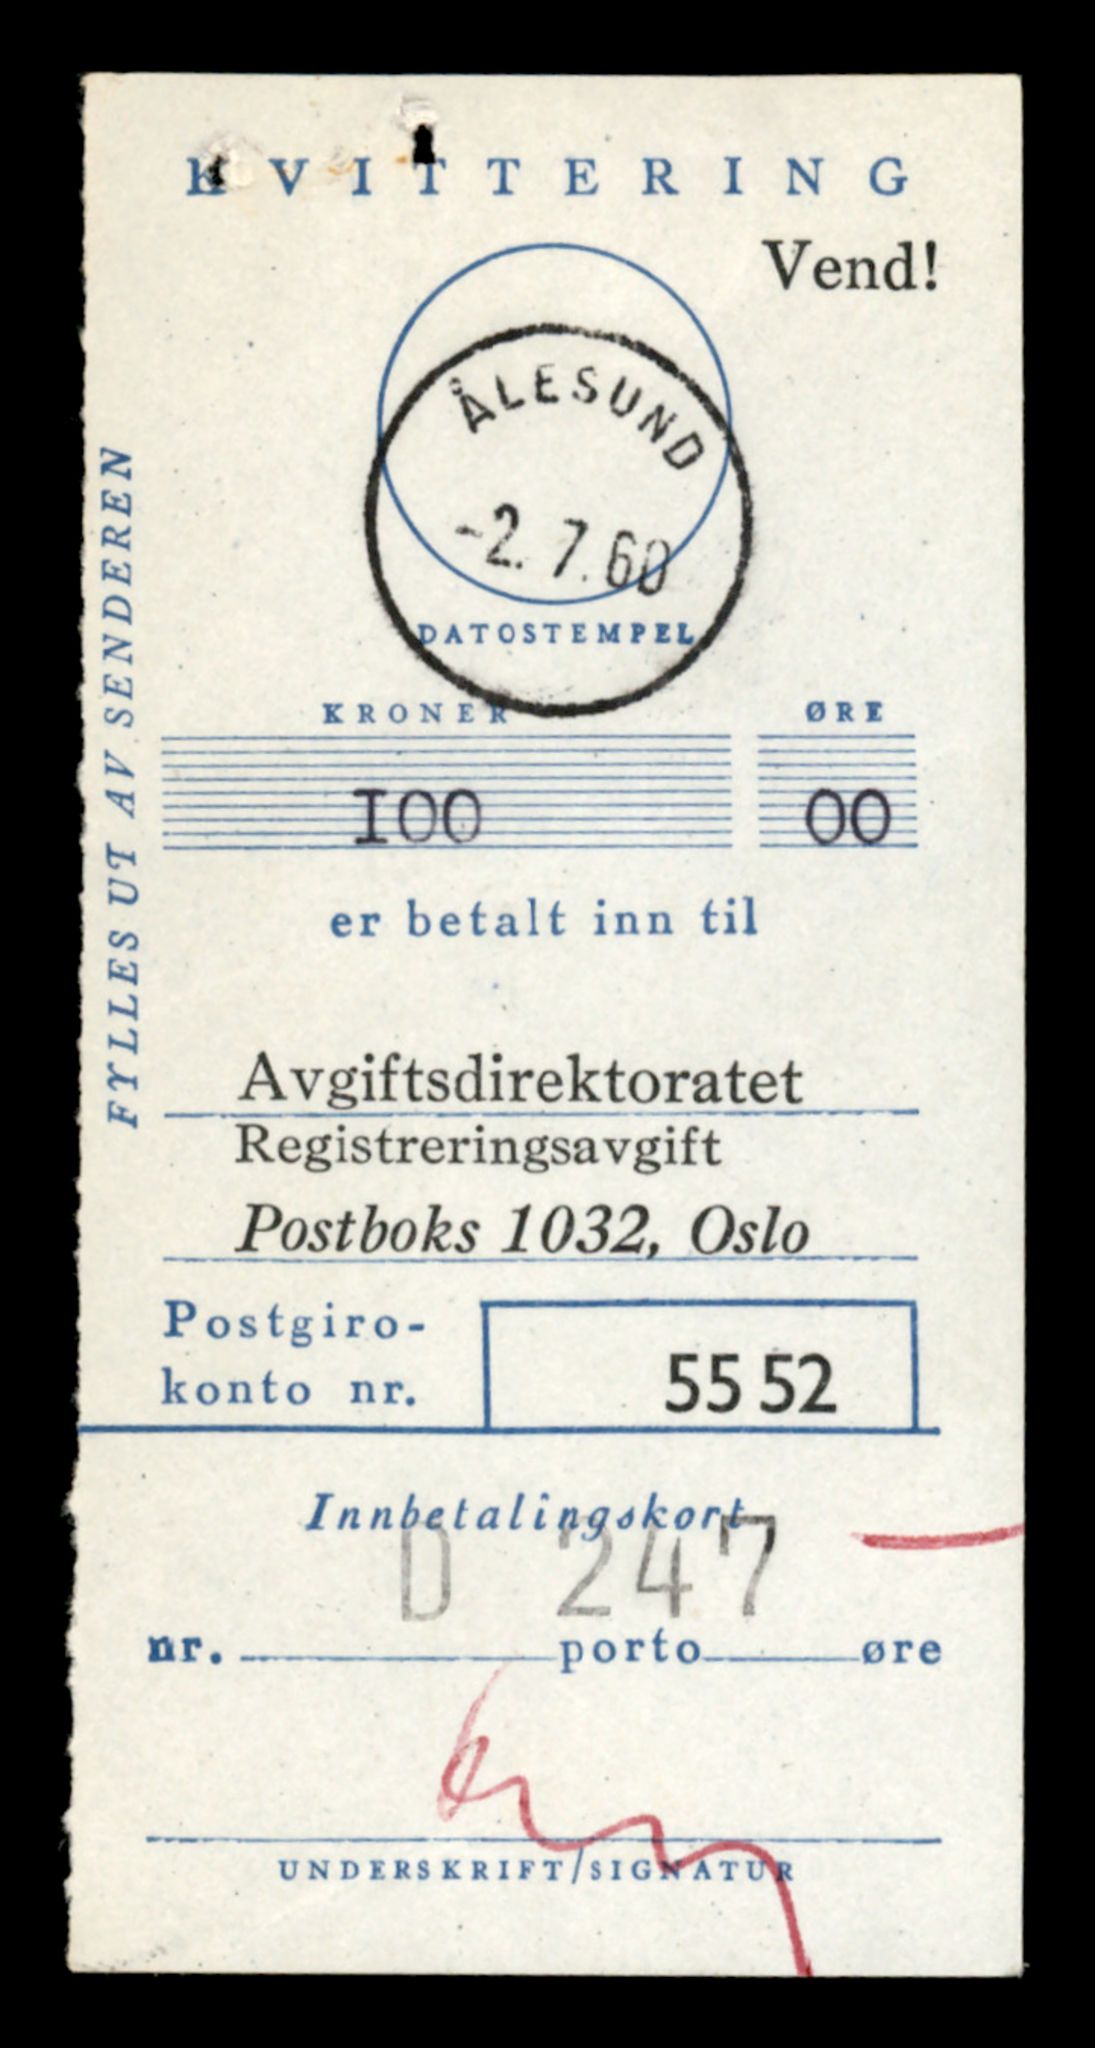 KVITTERING
Vend!
ÅLESUND
-2. 7. 60
DATOSTEMPEL
FYLLES UT AV SENDEREN
KRONER ØRE
I00 00
er betalt inn til
Avgiftsdirektoratet
Registreringsavgift
Postboks 1032, Oslo
Postgiro-
konto nr. 55 52
Innbetalingskort
D 247
nr. porto øre
UNDERSKRIFT/SIGNATUR